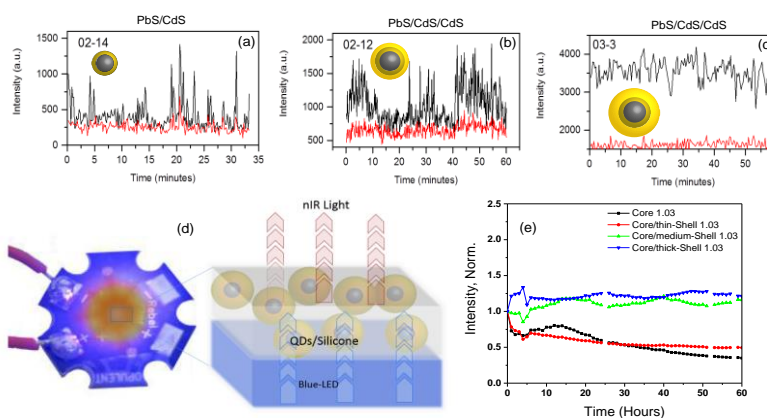 PbS/CdS
(a)
02-14
Intensity (a.u.)
1500
1000
500
0
0 5 10 15 20 25 30 35
Time (minutes)
PbS/CdS/CdS
(b)
02-12
Intensity (a.u.)
2000
1500
1000
500
0 10 20 30 40 50 60
Time (minutes)
PbS/CdS/CdS
03-3
Intensity (a.u.)
4000
3000
2000
0 10 20 30 40 50
Time (minutes)
(d)
nIR Light
QDs/Silicone
Blue-LED
OPULENT
(e)
Core 1.03
Core/thin-Shell 1.03
Core/medium-Shell 1.03
Core/thick-Shell 1.03
Intensity, Norm.
2.5
2.0
1.5
1.0
0.5
0.0
0 10 20 30 40 50 60
Time (Hours)